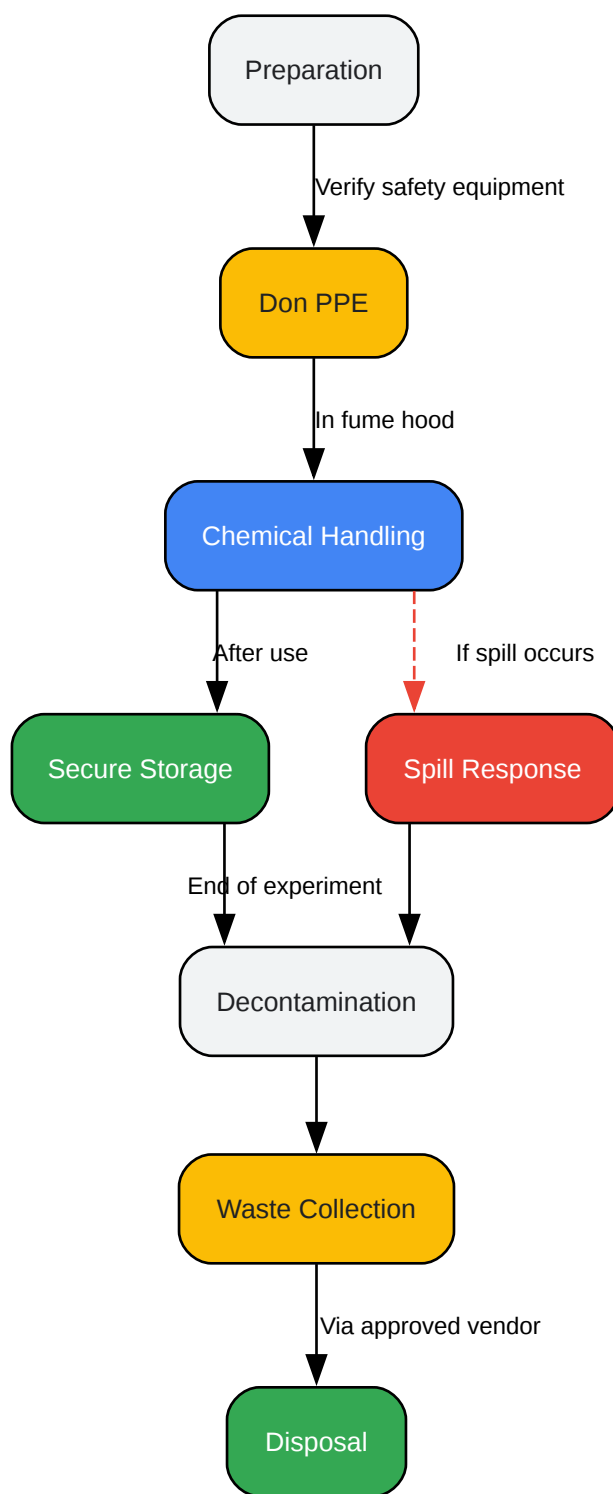 Preparation
Verify safety equipment
Don PPE
In fume hood
Chemical Handling
After use
If spill occurs
Secure Storage
Spill Response
End of experiment
Decontamination
Waste Collection
Via approved vendor
Disposal